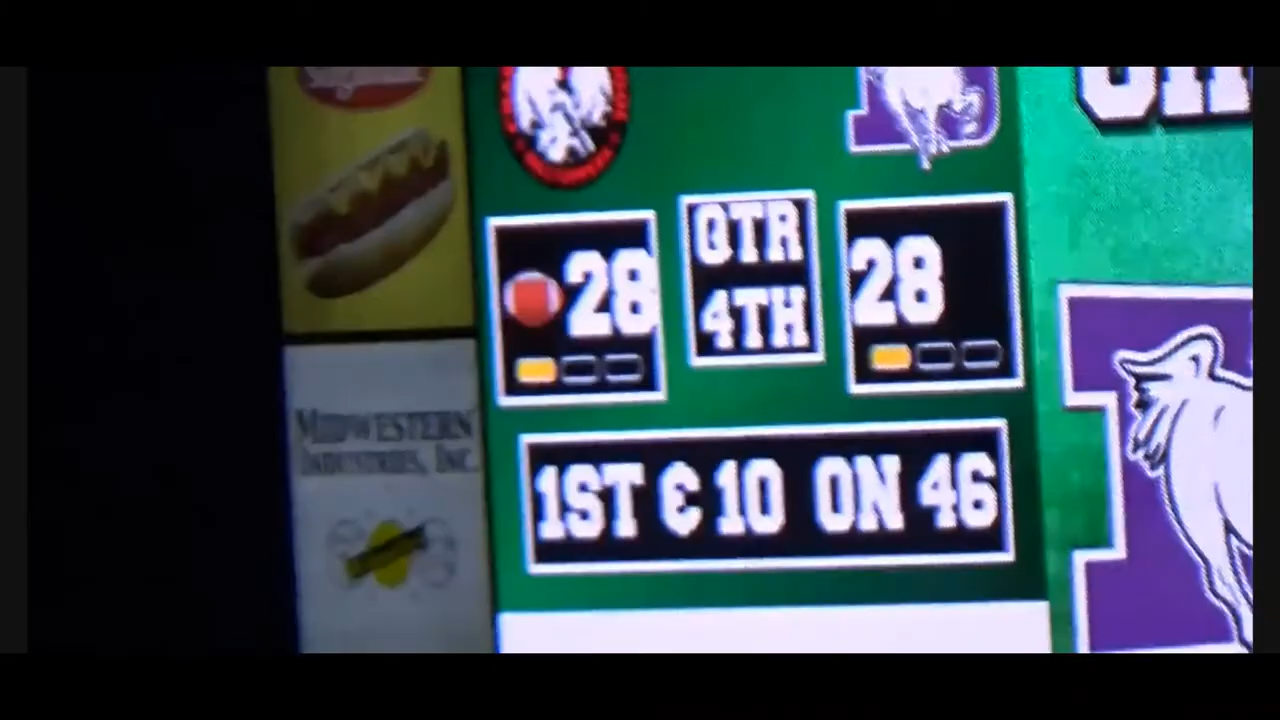 28
QTR
4TH
28
1ST & 10 ON 46
MIDWESTERN
INDUSTRIES, INC.